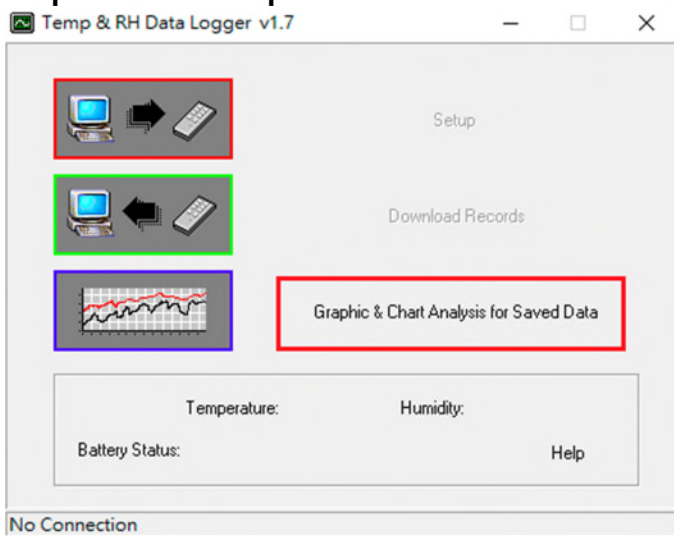 Temp & RH Data Logger v1.7
Setup
Download Records
Graphic & Chart Analysis for Saved Data
Temperature: Humidity:
Battery Status: Help
No Connection